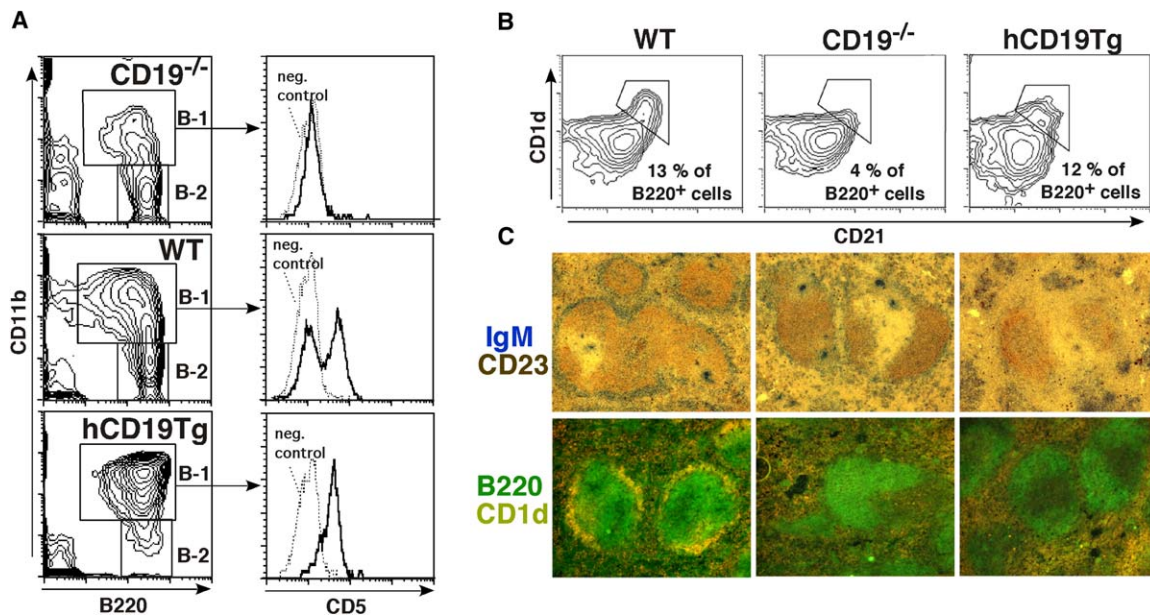 A
CD19-/-
B-1
B-2
neg.
control
WT
B-1
B-2
neg.
control
hCD19Tg
B-1
B-2
neg.
control
CD11b
B220
CD5
B
WT
CD19-/-
hCD19Tg
CD1d
13 % of
B220+ cells
4 % of
B220+ cells
12 % of
B220+ cells
CD21
C
IgM
CD23
B220
CD1d